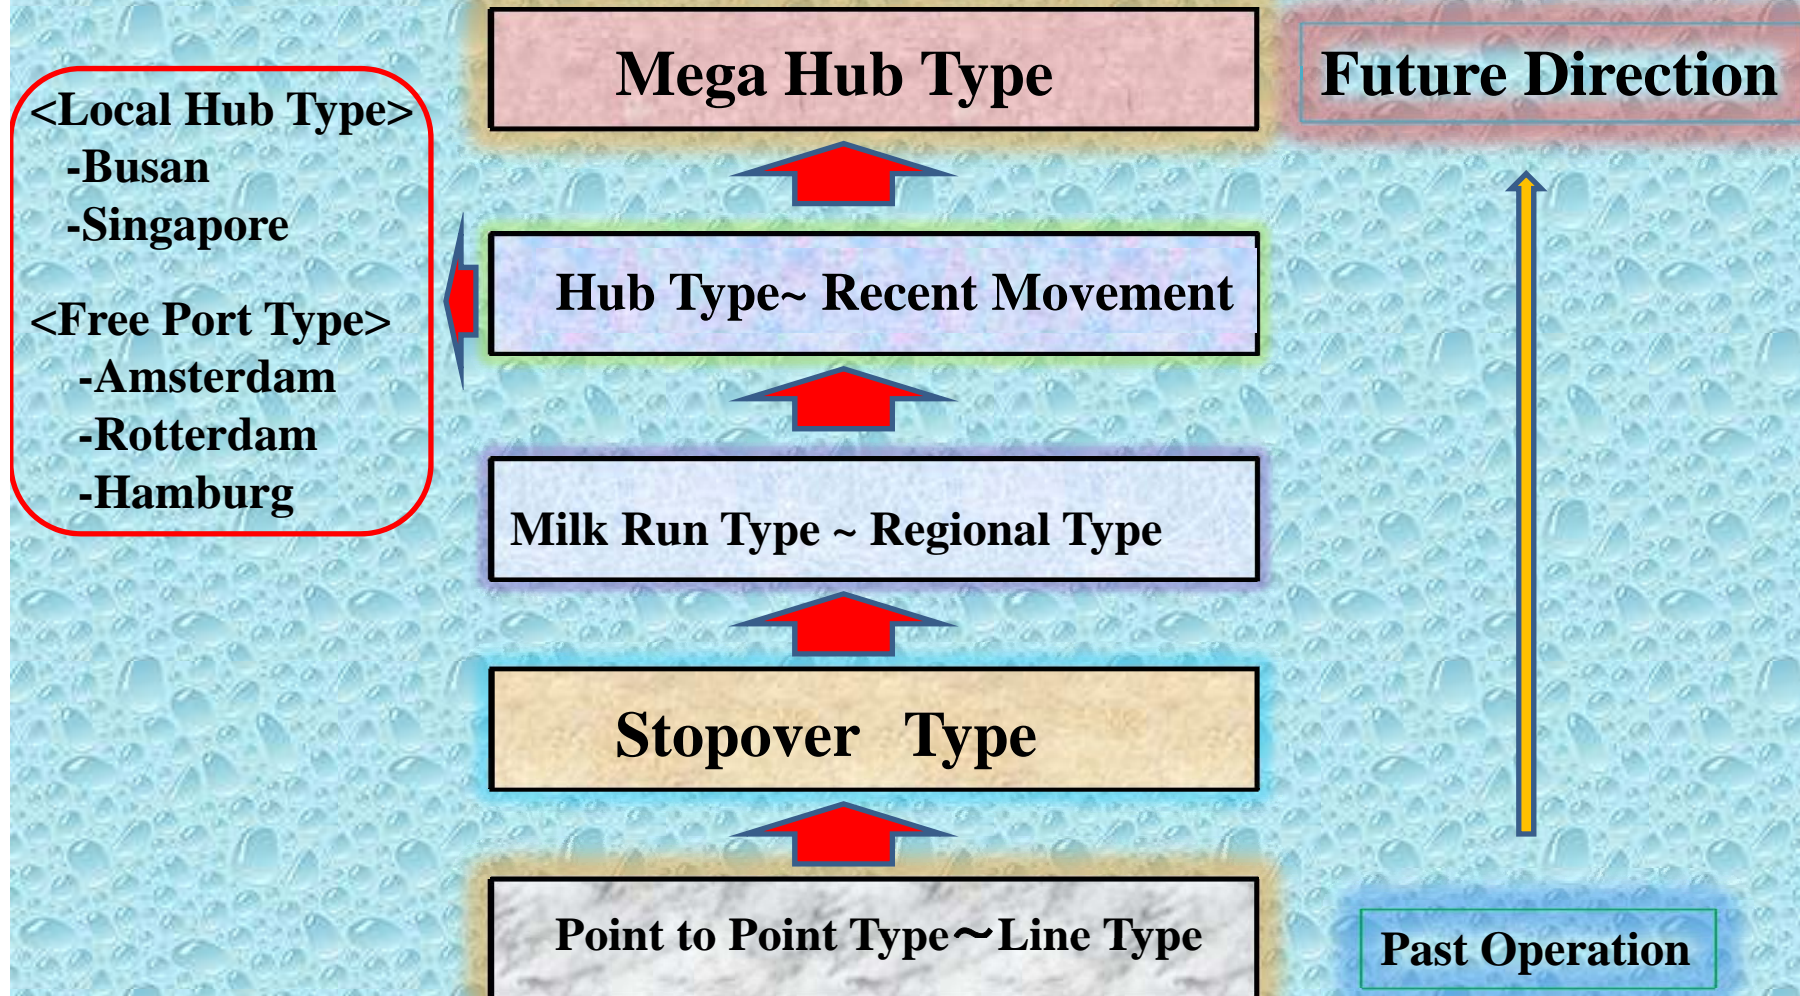 Mega Hub Type
Future Direction
<Local Hub Type>
-Busan
-Singapore
<Free Port Type>
-Amsterdam
-Rotterdam
-Hamburg
Hub Type~ Recent Movement
Milk Run Type ~ Regional Type
Stopover Type
Point to Point Type～Line Type
Past Operation